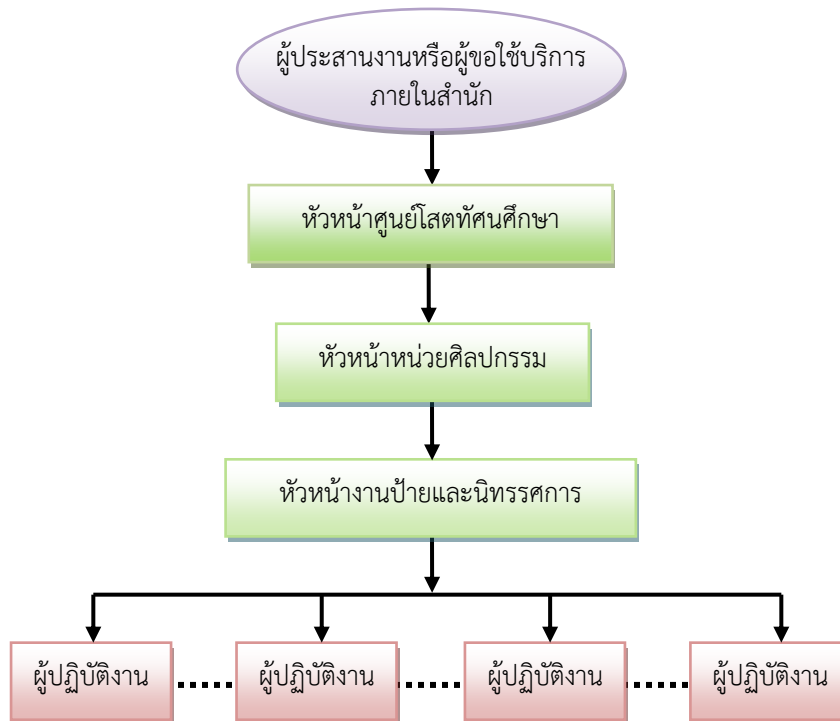 ผู้ประสานงานหรือผู้ขอใช้บริการ
ภายในสำนัก
หัวหน้าศูนย์โสตทัศนศึกษา
หัวหน้าหน่วยศิลปกรรม
หัวหน้างานป้ายและนิทรรศการ
ผู้ปฏิบัติงาน
ผู้ปฏิบัติงาน
ผู้ปฏิบัติงาน
ผู้ปฏิบัติงาน